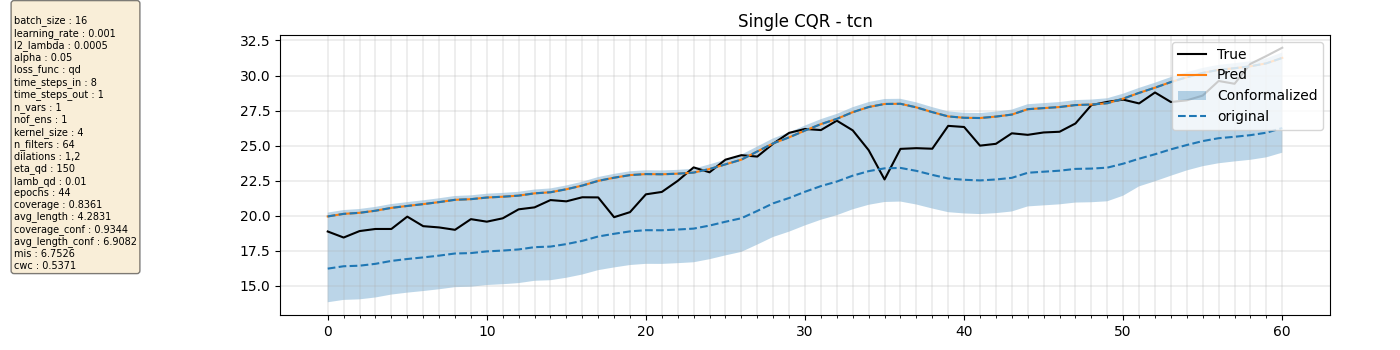 batch_size : 16
learning_rate : 0.001
l2_lambda : 0.0005
alpha : 0.05
loss_func : qd
time_steps_in : 8
time_steps_out : 1
n_vars : 1
nof_ens : 1
kernel_size : 4
n_filters : 64
dilations : 1,2
eta_qd : 150
lamb_qd : 0.01
epochs : 44
coverage : 0.8361
avg_length : 4.2831
coverage_conf : 0.9344
avg_length_conf : 6.9082
mis : 6.7526
cwc : 0.5371
Single CQR - tcn
32.5
30.0
27.5
25.0
22.5
20.0
17.5
15.0
0 10 20 30 40 50 60
True
Pred
Conformalized
original